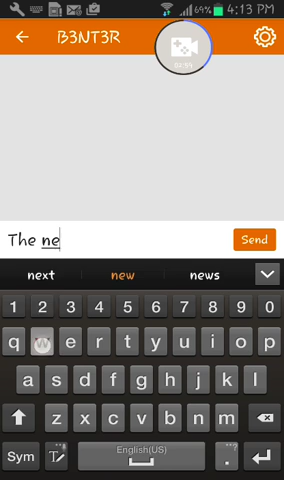 69% 4:13 PM
B3NT3R
The ne
Send
next new news
1 2 3 4 5 6 7 8 9 0
q e r t y u i o p
a s d f g h j k l
z x c v b n m
Sym English(US) .